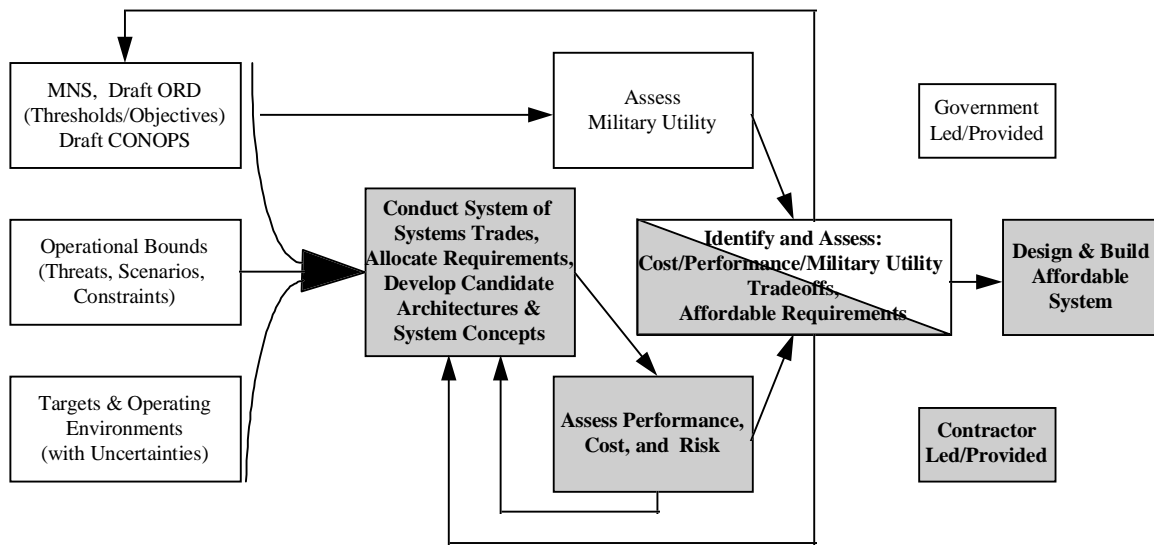 MNS, Draft ORD
(Thresholds/Objectives)
Draft CONOPS
Assess
Military Utility
Government
Led/Provided
Operational Bounds
(Threats, Scenarios,
Constraints)
Conduct System of
Systems Trades,
Allocate Requirements,
Develop Candidate
Architectures &
System Concepts
Identify and Assess:
Cost/Performance/Military Utility
Tradeoffs,
Affordable Requirements
Design & Build
Affordable
System
Targets & Operating
Environments
(with Uncertainties)
Assess Performance,
Cost, and Risk
Contractor
Led/Provided